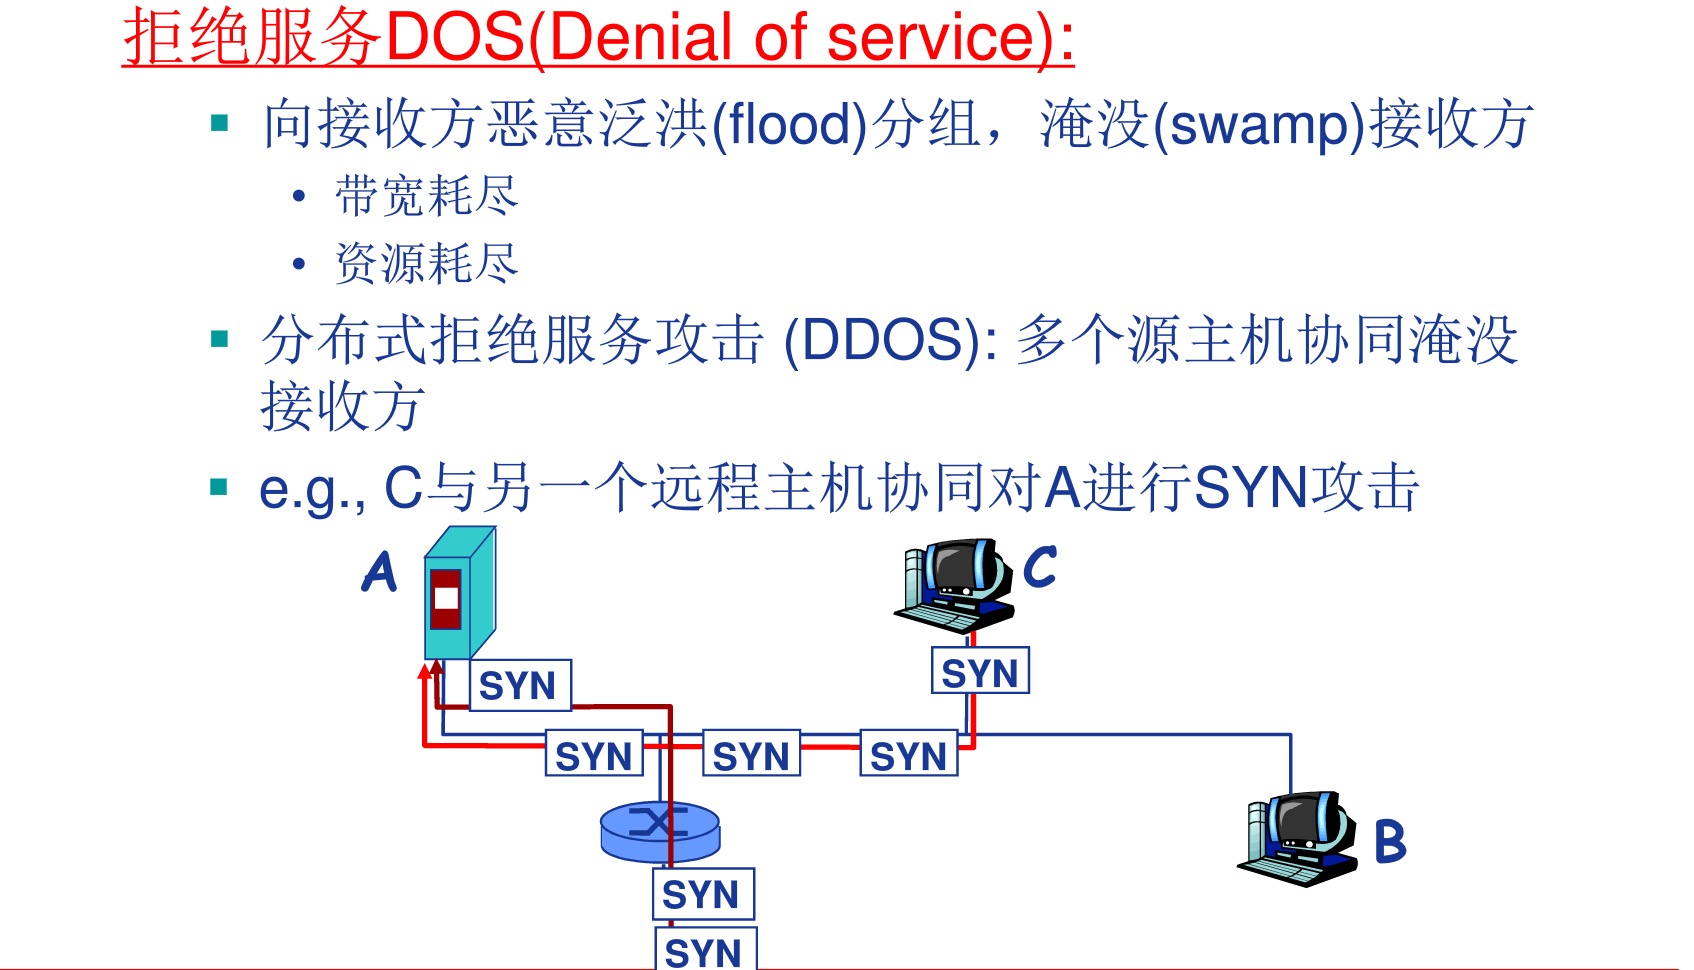 拒绝服务DOS(Denial of service):
向接收方恶意泛洪(flood)分组，淹没(swamp)接收方
带宽耗尽
资源耗尽
分布式拒绝服务攻击 (DDOS): 多个源主机协同淹没
接收方
e.g., C与另一个远程主机协同对A进行SYN攻击
A
C
SYN
SYN
SYN
SYN
SYN
B
SYN
SYN